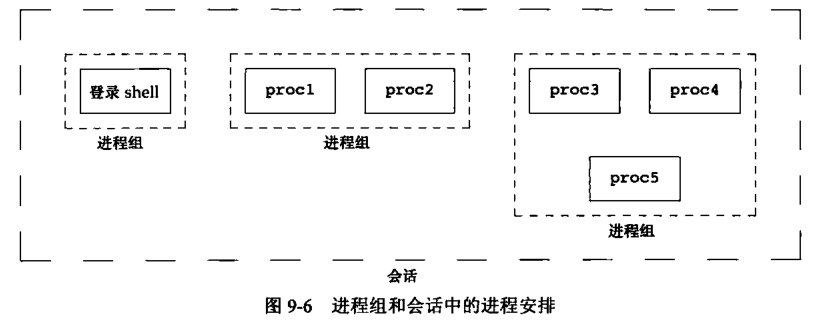 登录 shell
proc1
proc2
proc3
proc4
进程组
进程组
proc5
进程组
会话
图 9-6 进程组和会话中的进程安排